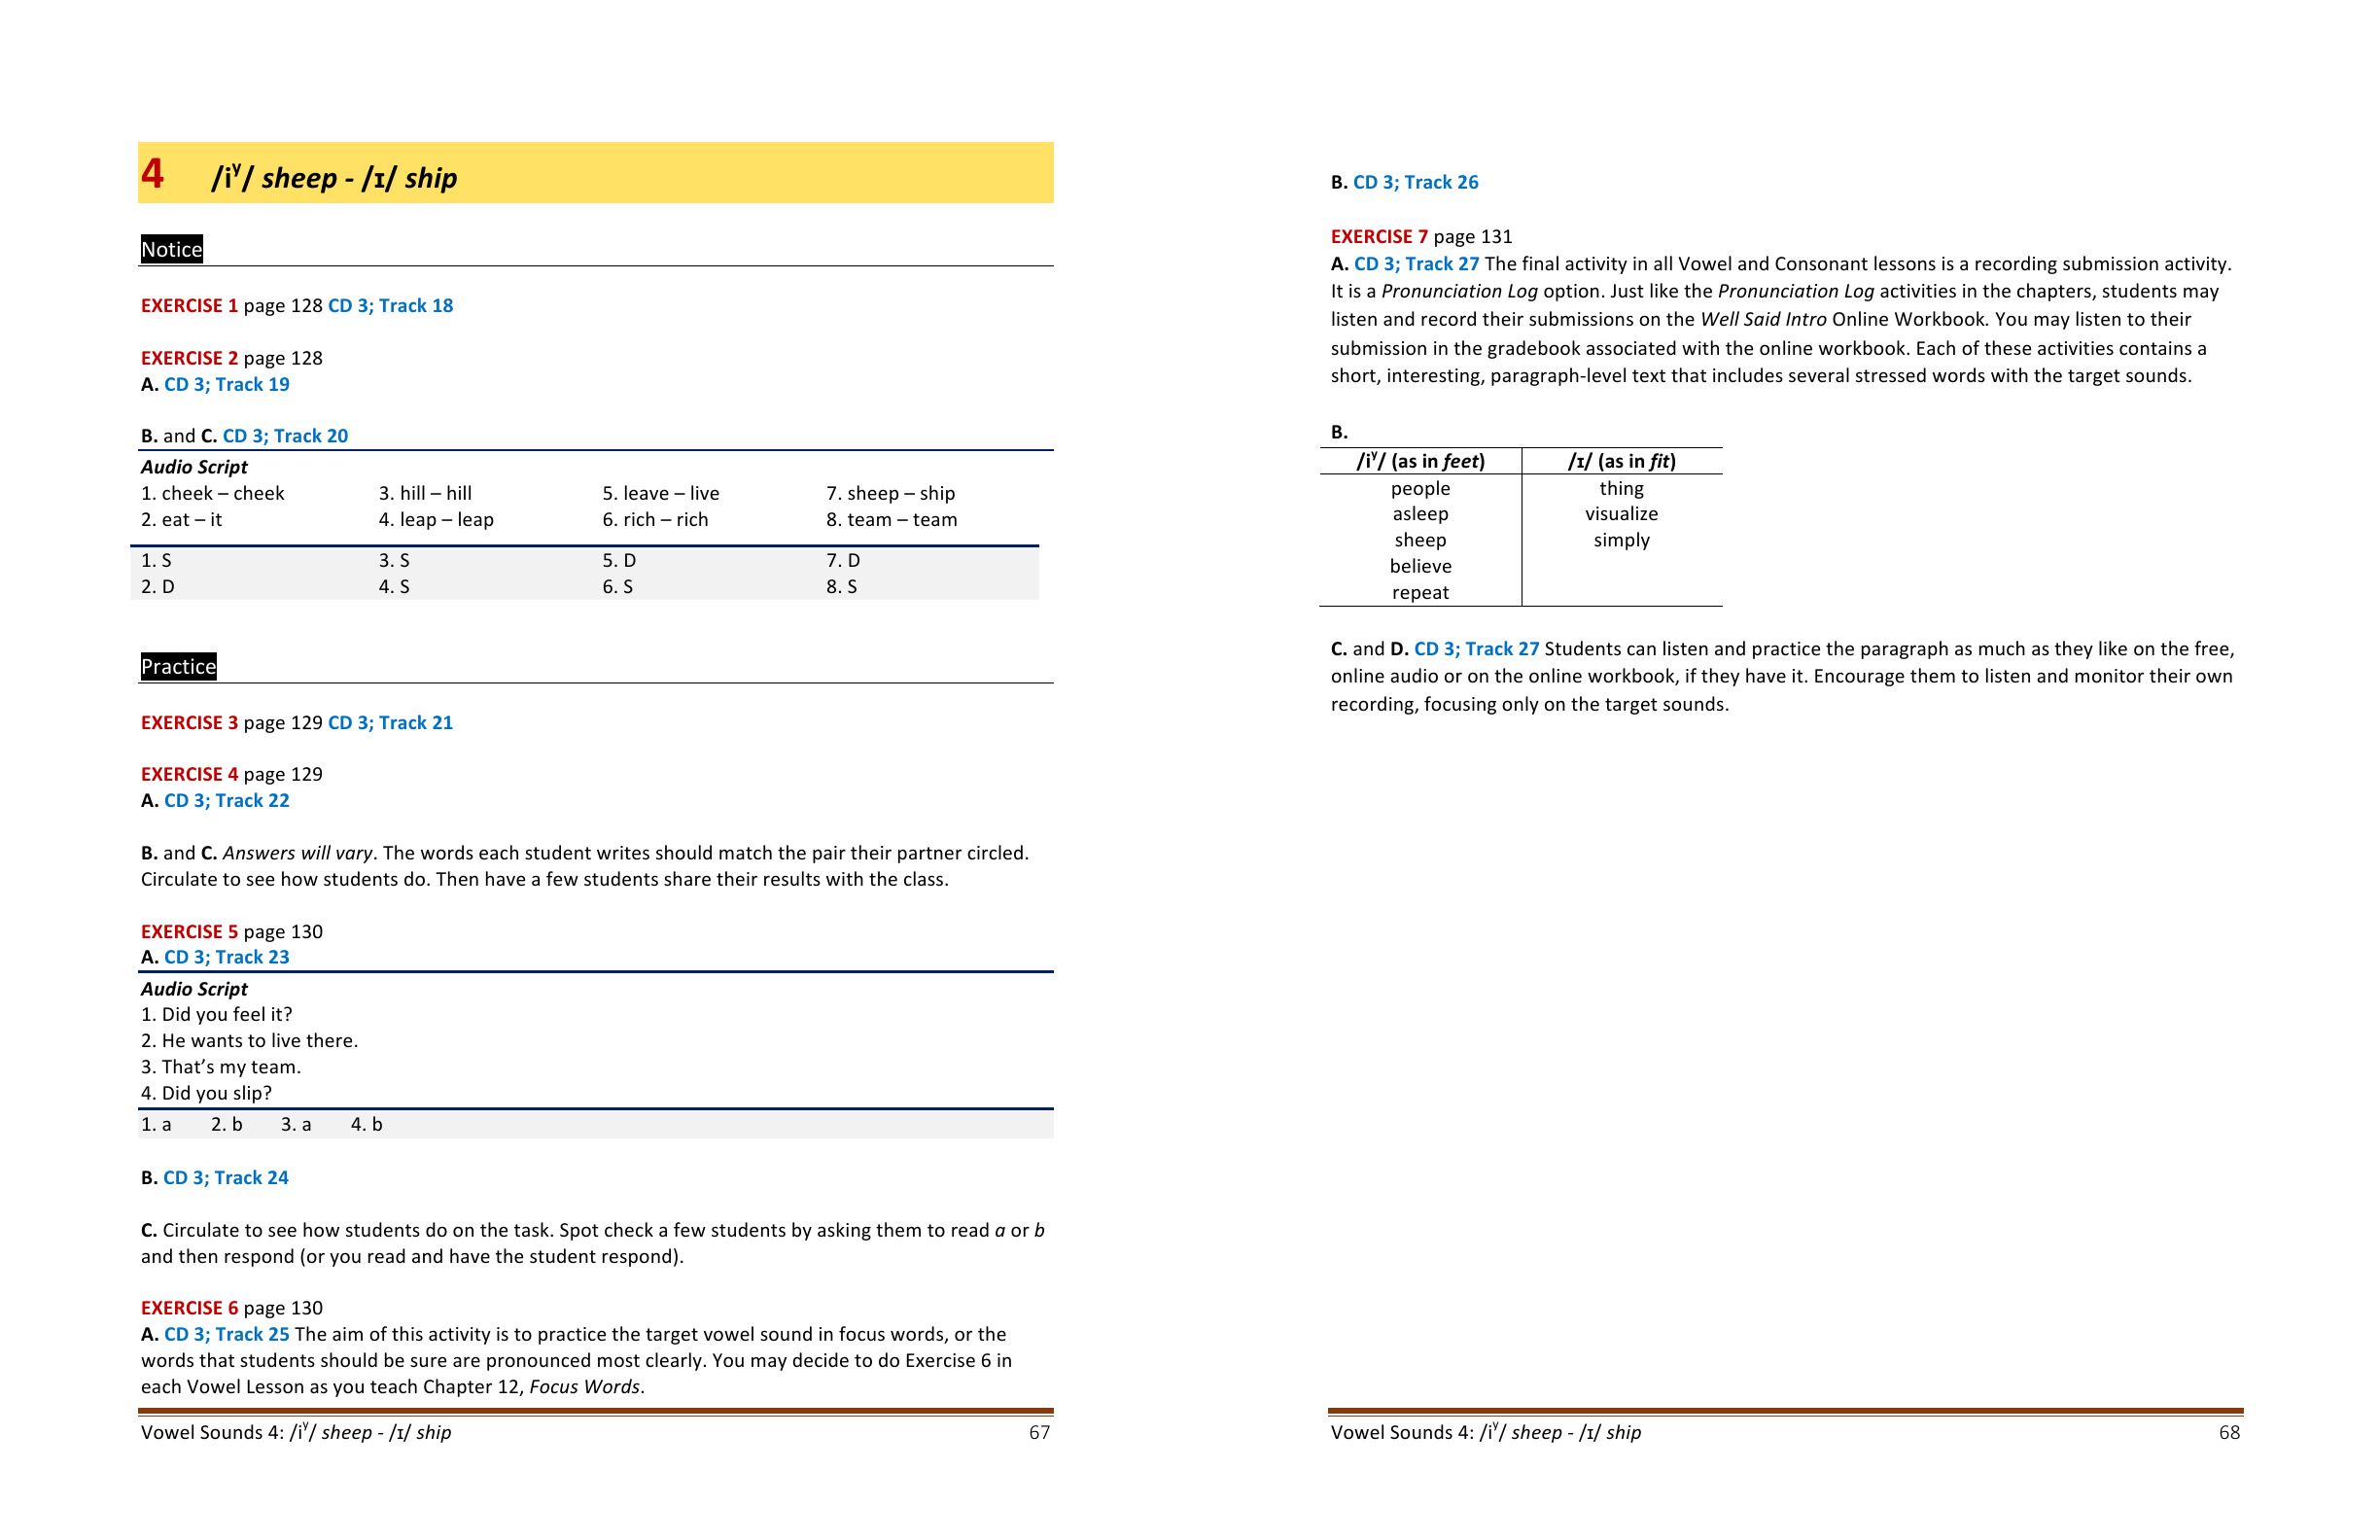 4 /iʸ/ sheep - /ɪ/ ship
Notice
EXERCISE 1 page 128 CD 3; Track 18
EXERCISE 2 page 128
A. CD 3; Track 19
B. and C. CD 3; Track 20
Audio Script
1. cheek – cheek 3. hill – hill 5. leave – live 7. sheep – ship
2. eat – it 4. leap – leap 6. rich – rich 8. team – team
1. S 3. S 5. D 7. D
2. D 4. S 6. S 8. S
Practice
EXERCISE 3 page 129 CD 3; Track 21
EXERCISE 4 page 129
A. CD 3; Track 22
B. and C. Answers will vary. The words each student writes should match the pair their partner circled.
Circulate to see how students do. Then have a few students share their results with the class.
EXERCISE 5 page 130
A. CD 3; Track 23
Audio Script
1. Did you feel it?
2. He wants to live there.
3. That’s my team.
4. Did you slip?
1. a 2. b 3. a 4. b
B. CD 3; Track 24
C. Circulate to see how students do on the task. Spot check a few students by asking them to read a or b
and then respond (or you read and have the student respond).
EXERCISE 6 page 130
A. CD 3; Track 25 The aim of this activity is to practice the target vowel sound in focus words, or the
words that students should be sure are pronounced most clearly. You may decide to do Exercise 6 in
each Vowel Lesson as you teach Chapter 12, Focus Words.
Vowel Sounds 4: /iʸ/ sheep - /ɪ/ ship 67
B. CD 3; Track 26
EXERCISE 7 page 131
A. CD 3; Track 27 The final activity in all Vowel and Consonant lessons is a recording submission activity.
It is a Pronunciation Log option. Just like the Pronunciation Log activities in the chapters, students may
listen and record their submissions on the Well Said Intro Online Workbook. You may listen to their
submission in the gradebook associated with the online workbook. Each of these activities contains a
short, interesting, paragraph-level text that includes several stressed words with the target sounds.
B.
/iʸ/ (as in feet) /ɪ/ (as in fit)
people thing
asleep visualize
sheep simply
believe
repeat
C. and D. CD 3; Track 27 Students can listen and practice the paragraph as much as they like on the free,
online audio or on the online workbook, if they have it. Encourage them to listen and monitor their own
recording, focusing only on the target sounds.
Vowel Sounds 4: /iʸ/ sheep - /ɪ/ ship 68